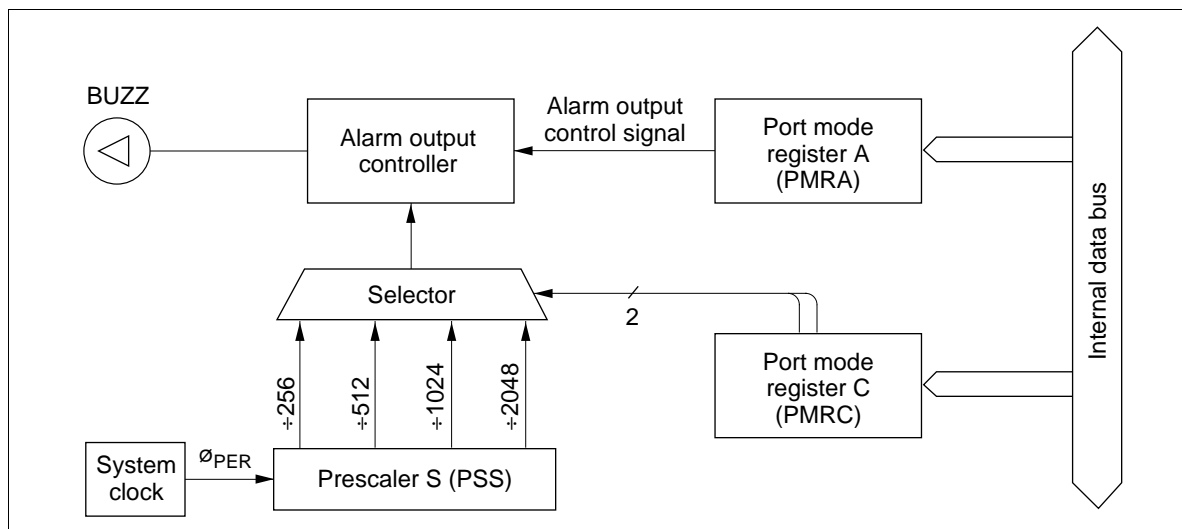 BUZZ
Alarm output
controller
Alarm output
control signal
Port mode
register A
(PMRA)
Internal data bus
Selector
2
Port mode
register C
(PMRC)
÷256
÷512
÷1024
÷2048
System
clock
øPER
Prescaler S (PSS)